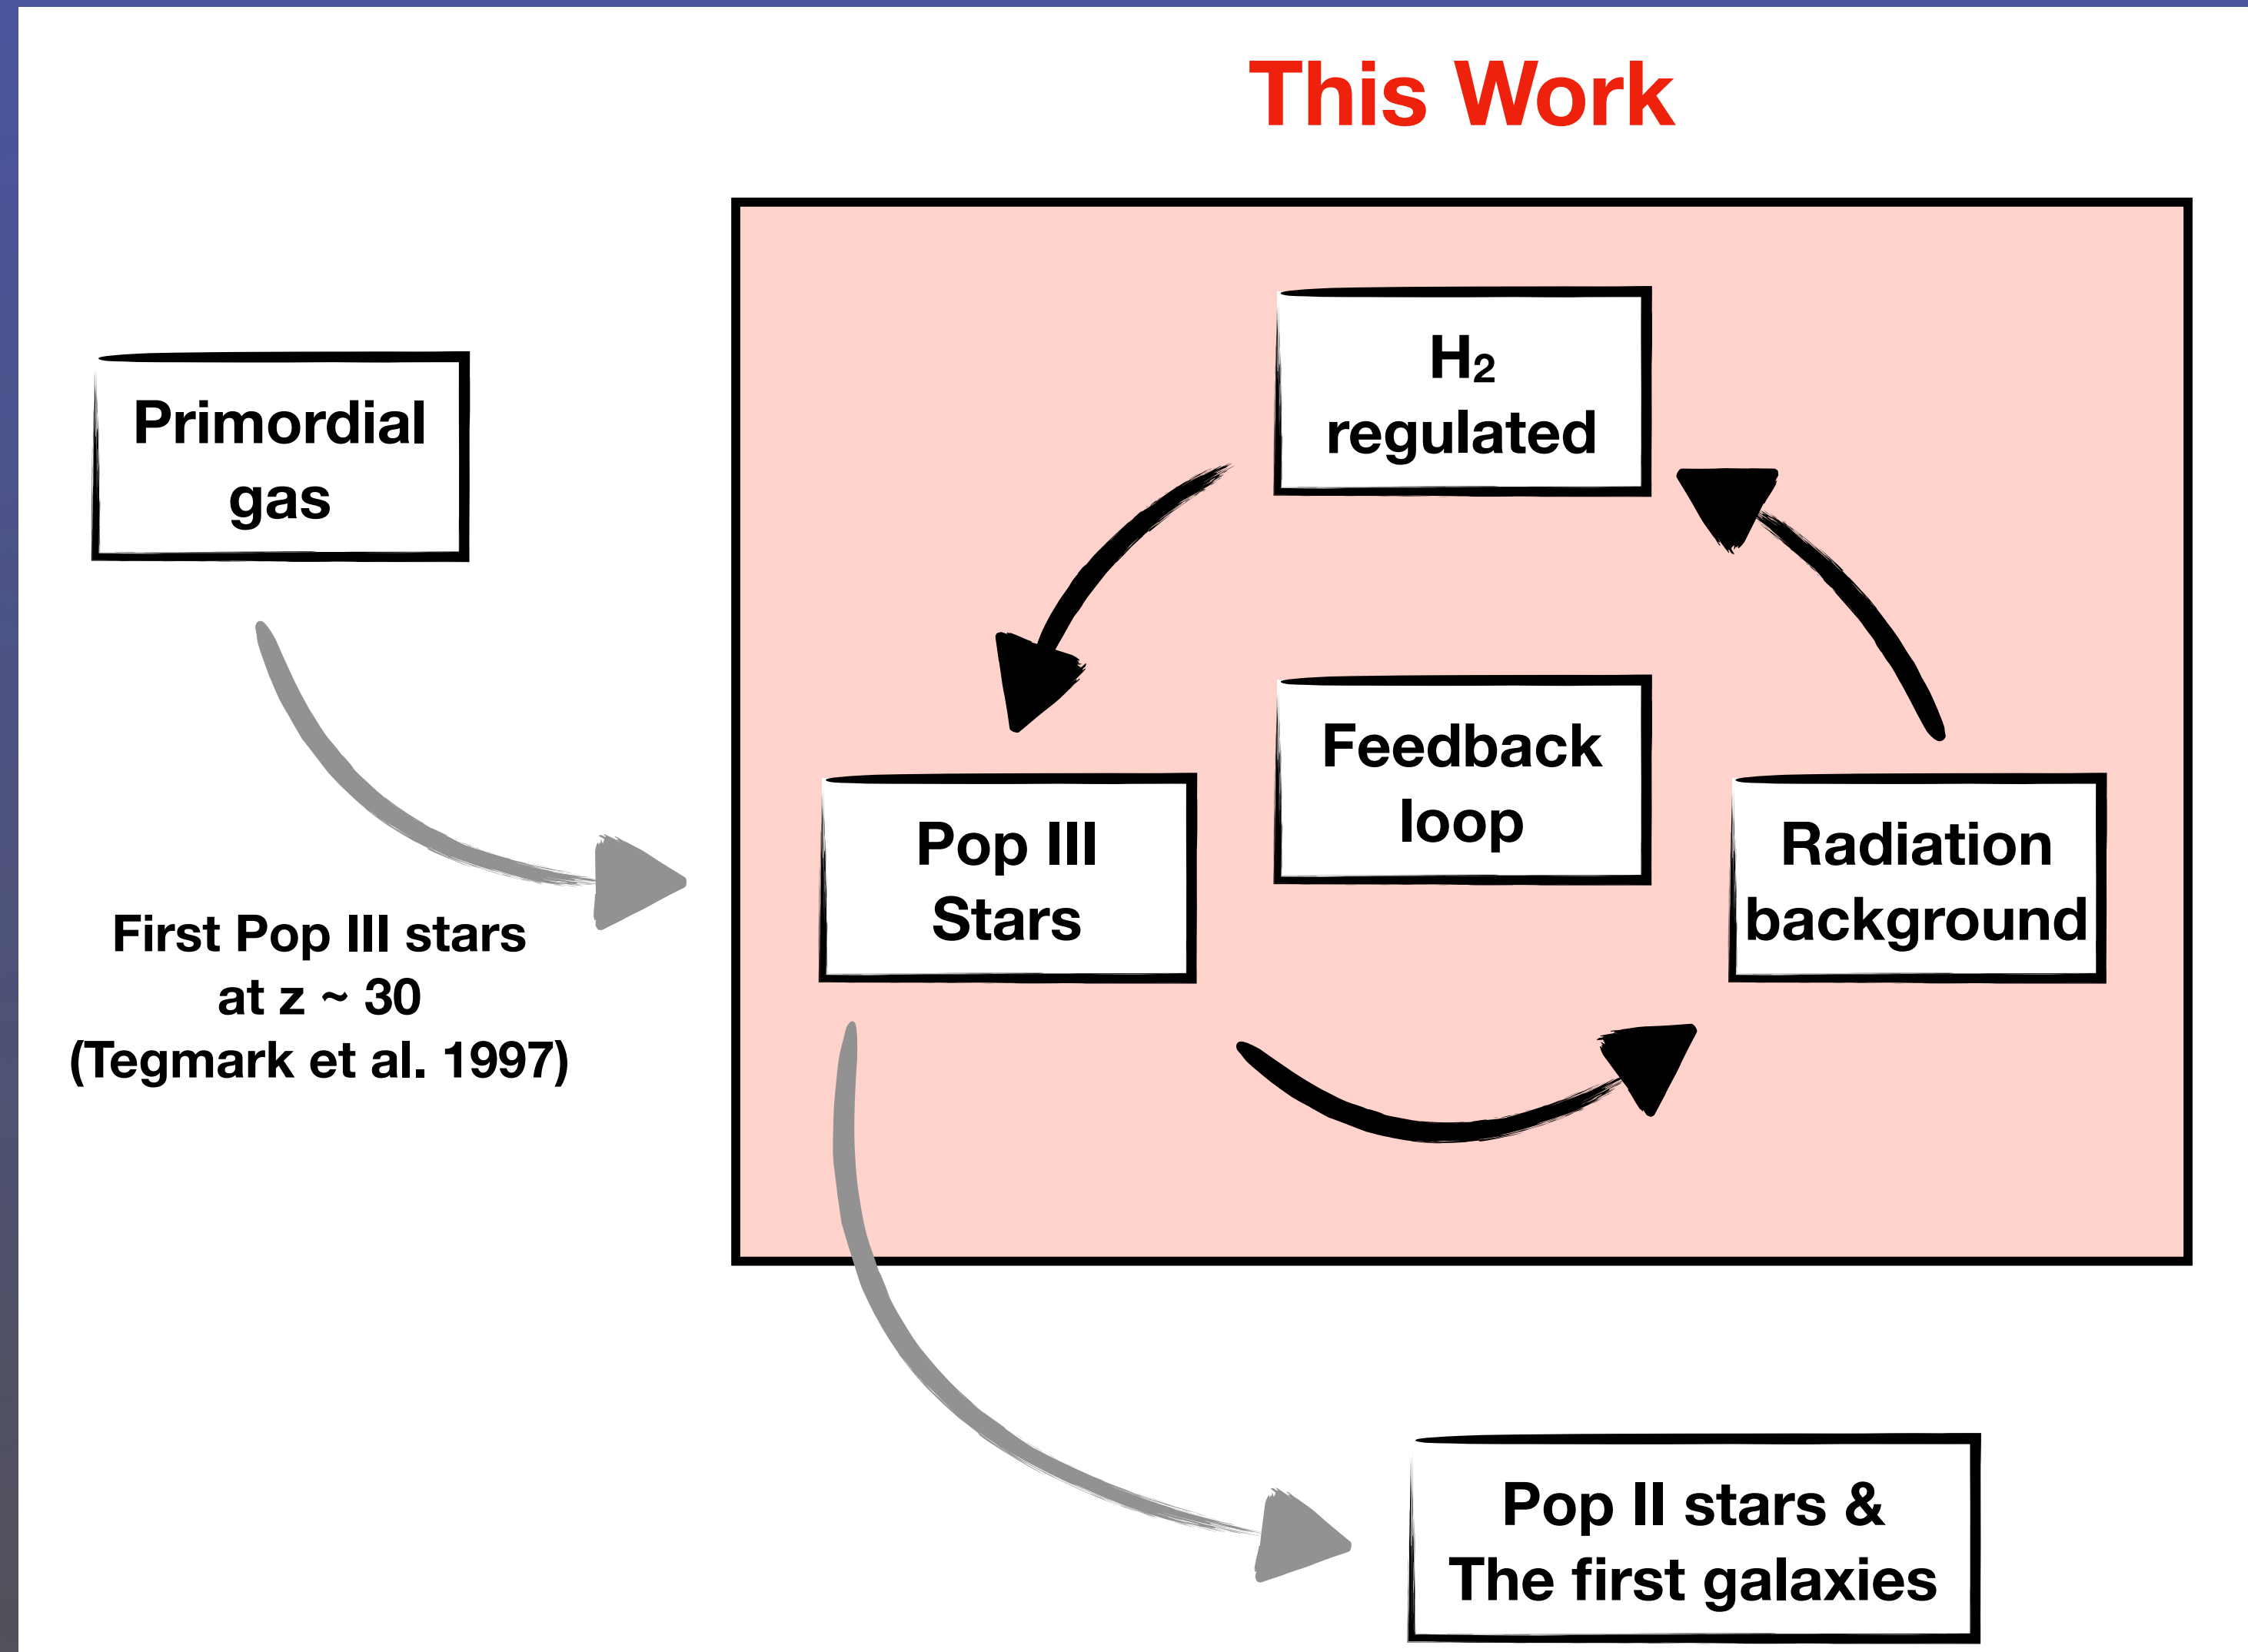 This Work
Primordial
gas
First Pop III stars
at z ~ 30
(Tegmark et al. 1997)
H₂
regulated
Feedback
loop
Pop III
Stars
Radiation
background
Pop II stars &
The first galaxies